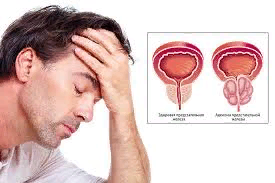 Здоровая предстательная
железа
Аденома предстательной
железы